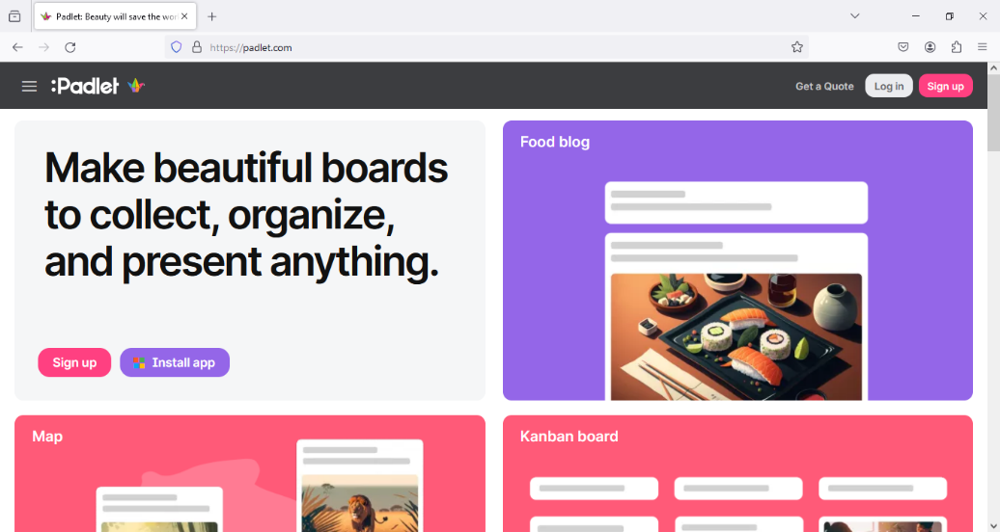 Padlet: Beauty will save the wor
https://padlet.com
:Padlet
Get a Quote
Log in
Sign up
Make beautiful boards
to collect, organize,
and present anything.
Sign up
Install app
Food blog
Map
Kanban board